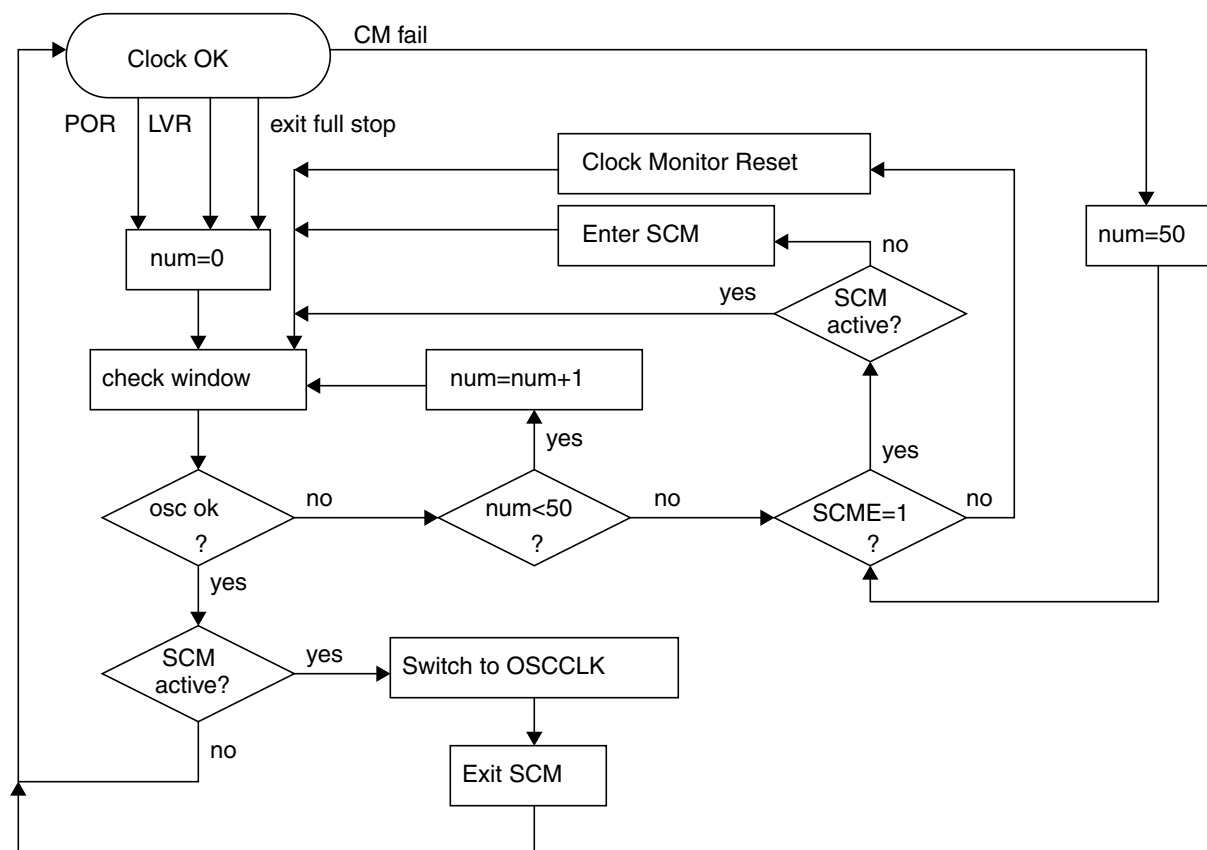 CM fail
Clock OK
POR
LVR
exit full stop
Clock Monitor Reset
Enter SCM
no
num=50
num=0
yes
SCM
active?
check window
num=num+1
yes
yes
osc ok
?
no
num<50
?
no
SCME=1
?
no
yes
SCM
active?
yes
Switch to OSCCLK
no
Exit SCM